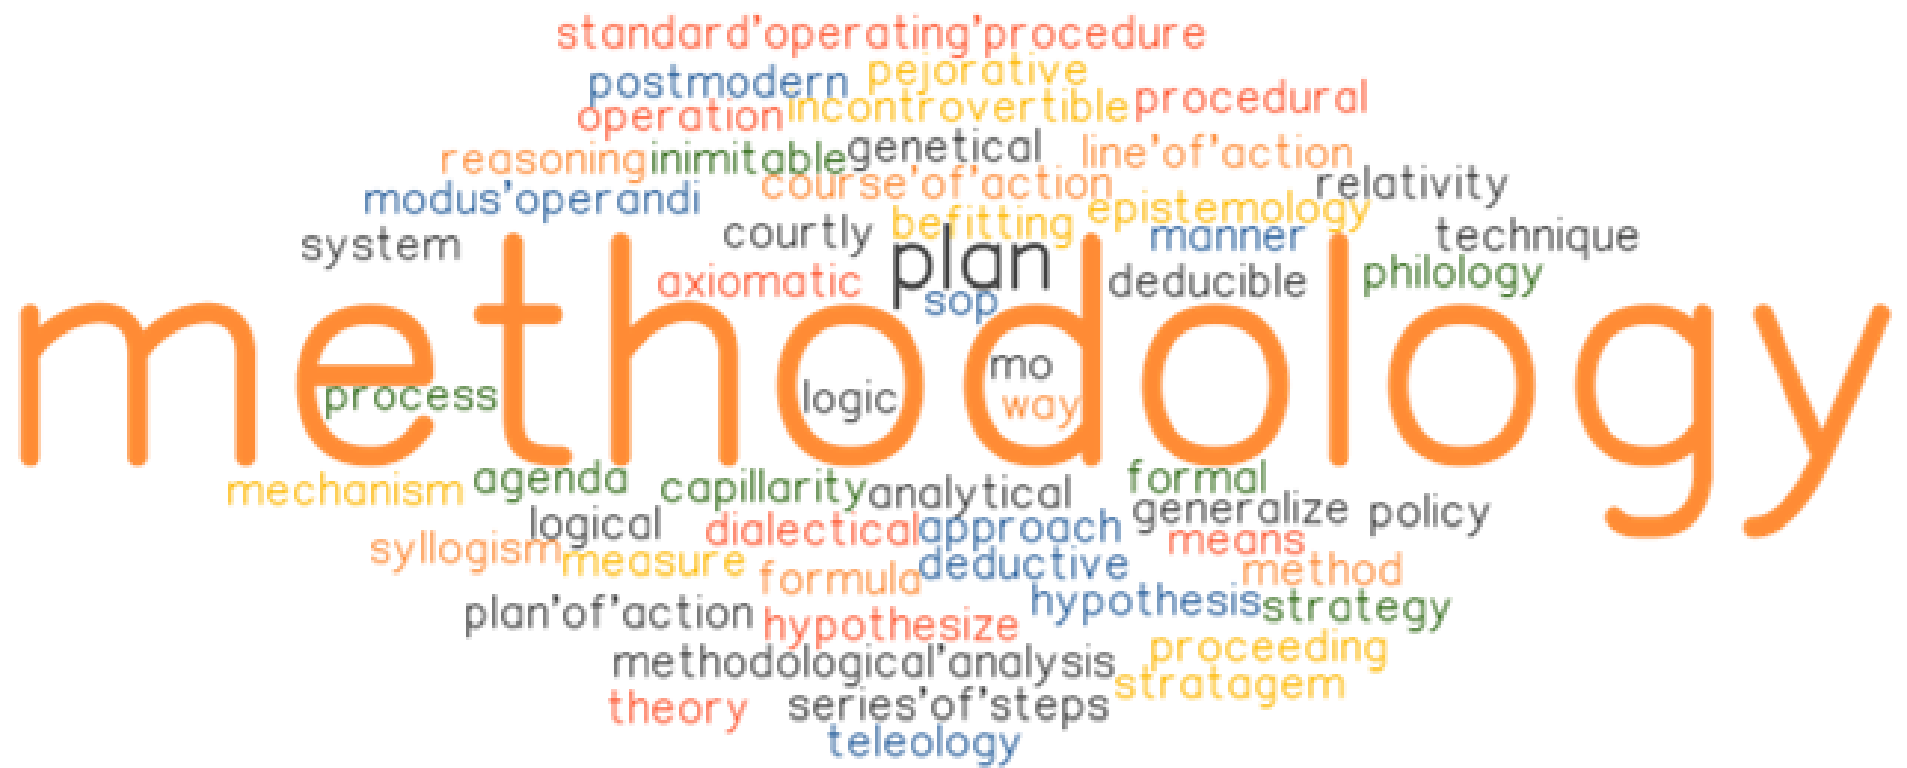 standard'operating'procedure
postmodern pejorative
operation incontrovertible procedural
reasoning inimitable genetical line'of'action
modus'operandi course'of'action relativity
system courtly befitting epistemology manner technique
axiomatic plan deducible philology
sop
methodology
mo
process logic way
mechanism agenda capillarity analytical formal
logical dialectical approach generalize policy
syllogism measure formula deductive means method
plan'of'action hypothesize hypothesis strategy
methodological'analysis proceeding
theory series'of'steps stratagem
teleology